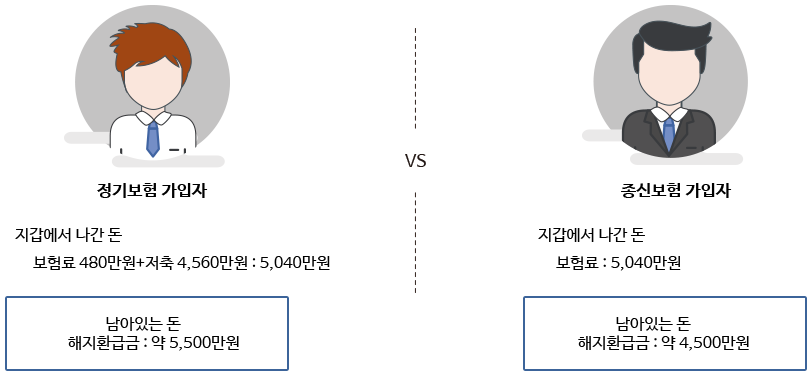 정기보험 가입자
지갑에서 나간 돈
보험료 480만원+저축 4,560만원 : 5,040만원
남아있는 돈
해지환급금 : 약 5,500만원
VS
종신보험 가입자
지갑에서 나간 돈
보험료 : 5,040만원
남아있는 돈
해지환급금 : 약 4,500만원